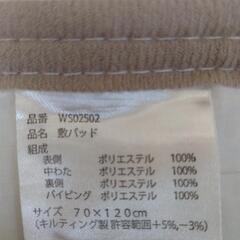 品番 WS02502
品名 敷パッド
組成
表側 ポリエステル 100%
中わた ポリエステル 100%
裏側 ポリエステル 100%
パイピング ポリエステル 100%
サイズ 70×120cm
(キルティング製 許容範囲+5%,-3%)